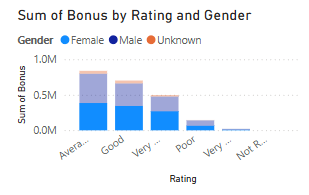 Sum of Bonus by Rating and Gender
Gender Female Male Unknown
1.0M
0.5M
0.0M
Sum of Bonus
Avera...
Good
Very ...
Poor
Very ...
Not R...
Rating